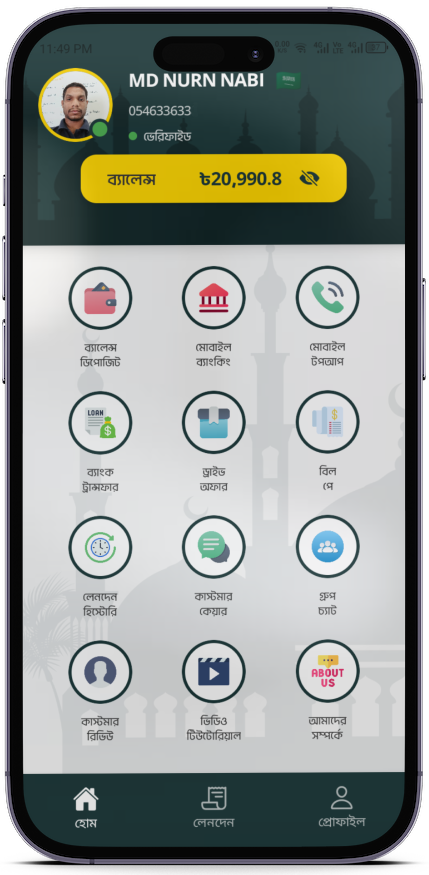 11:49 PM
MD NURN NABI
054633633
ভেরিফাইড
ব্যালেন্স ৳20,990.8
ব্যালেন্স
ডিপোজিট
মোবাইল
ব্যাংকিং
মোবাইল
টপআপ
LOAN
ব্যাংক
ট্রান্সফার
ড্রাইভ
অফার
বিল
পে
লেনদেন
হিস্টোরি
কাস্টমার
কেয়ার
গ্রুপ
চ্যাট
কাস্টমার
রিভিউ
ভিডিও
টিউটোরিয়াল
ABOUT
US
আমাদের
সম্পর্কে
হোম
লেনদেন
প্রোফাইল